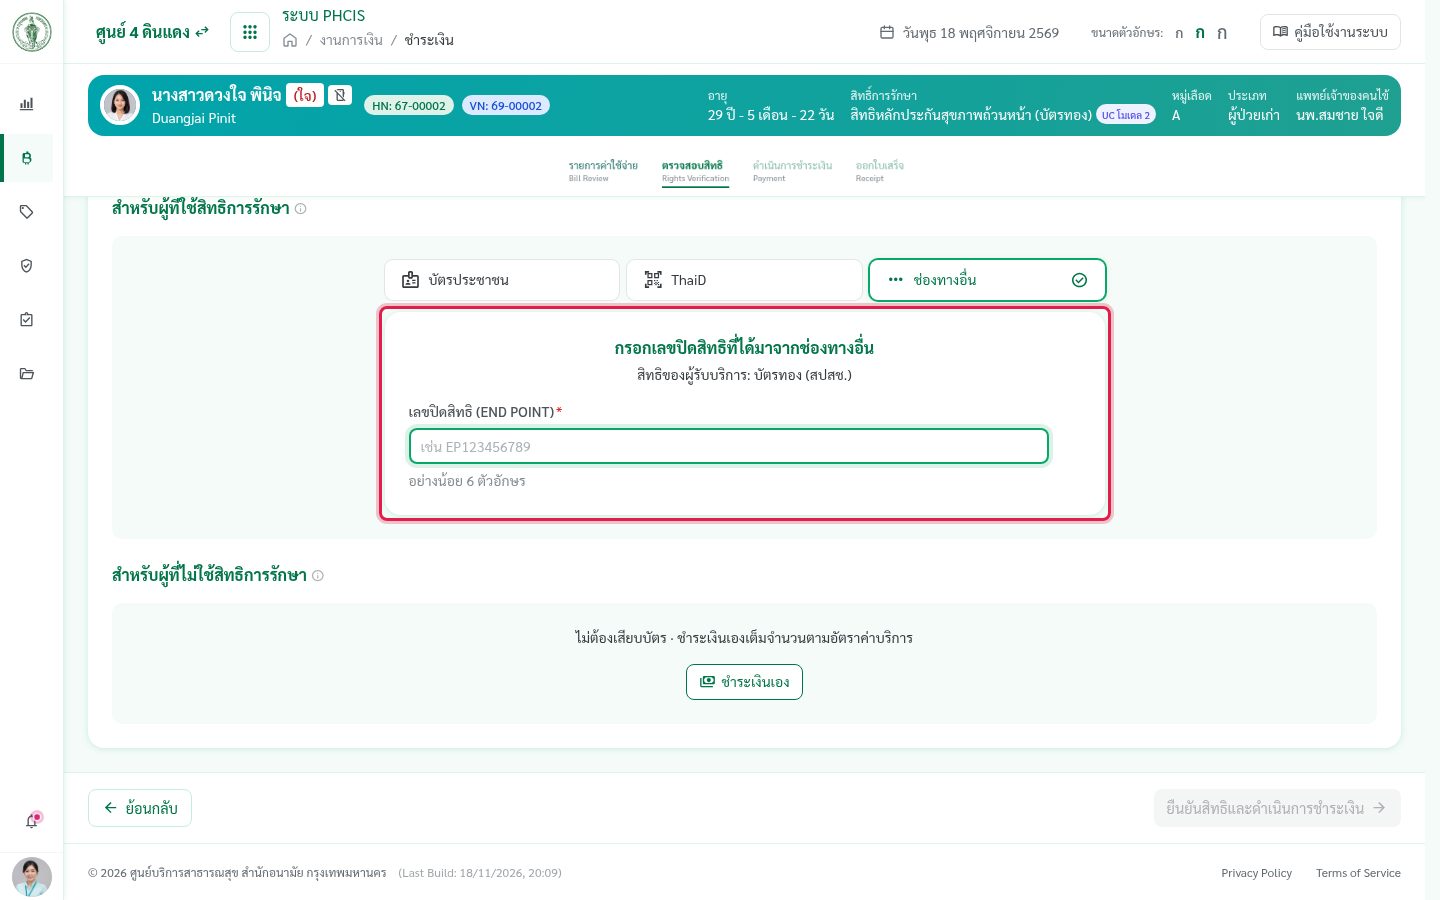 ศูนย์ 4 ดินแดง
ระบบ PHCIS
/ งานการเงิน / ชำระเงิน
วันพุธ 18 พฤศจิกายน 2569
ขนาดตัวอักษร: ก ก ก
คู่มือใช้งานระบบ
นางสาวดวงใจ พินิจ (ใจ)
Duangjai Pinit
HN: 67-00002
VN: 69-00002
อายุ
29 ปี - 5 เดือน - 22 วัน
สิทธิ์การรักษา
สิทธิหลักประกันสุขภาพถ้วนหน้า (บัตรทอง) UC โมเดล 2
หมู่เลือด
A
ประเภท
ผู้ป่วยเก่า
แพทย์เจ้าของคนไข้
นพ.สมชาย ใจดี
รายการค่าใช้จ่าย
Bill Review
ตรวจสอบสิทธิ
Rights Verification
ดำเนินการชำระเงิน
Payment
ออกใบเสร็จ
Receipt
สำหรับผู้ที่ใช้สิทธิการรักษา
บัตรประชาชน
ThaiD
ช่องทางอื่น
กรอกเลขปิดสิทธิที่ได้มาจากช่องทางอื่น
สิทธิของผู้รับบริการ: บัตรทอง (สปสช.)
เลขปิดสิทธิ (END POINT)*
เช่น EP123456789
อย่างน้อย 6 ตัวอักษร
สำหรับผู้ที่ไม่ใช้สิทธิการรักษา
ไม่ต้องเสียบบัตร · ชำระเงินเองเต็มจำนวนตามอัตราค่าบริการ
ชำระเงินเอง
ย้อนกลับ
ยืนยันสิทธิและดำเนินการชำระเงิน
© 2026 ศูนย์บริการสาธารณสุข สำนักอนามัย กรุงเทพมหานคร (Last Build: 18/11/2026, 20:09)
Privacy Policy
Terms of Service